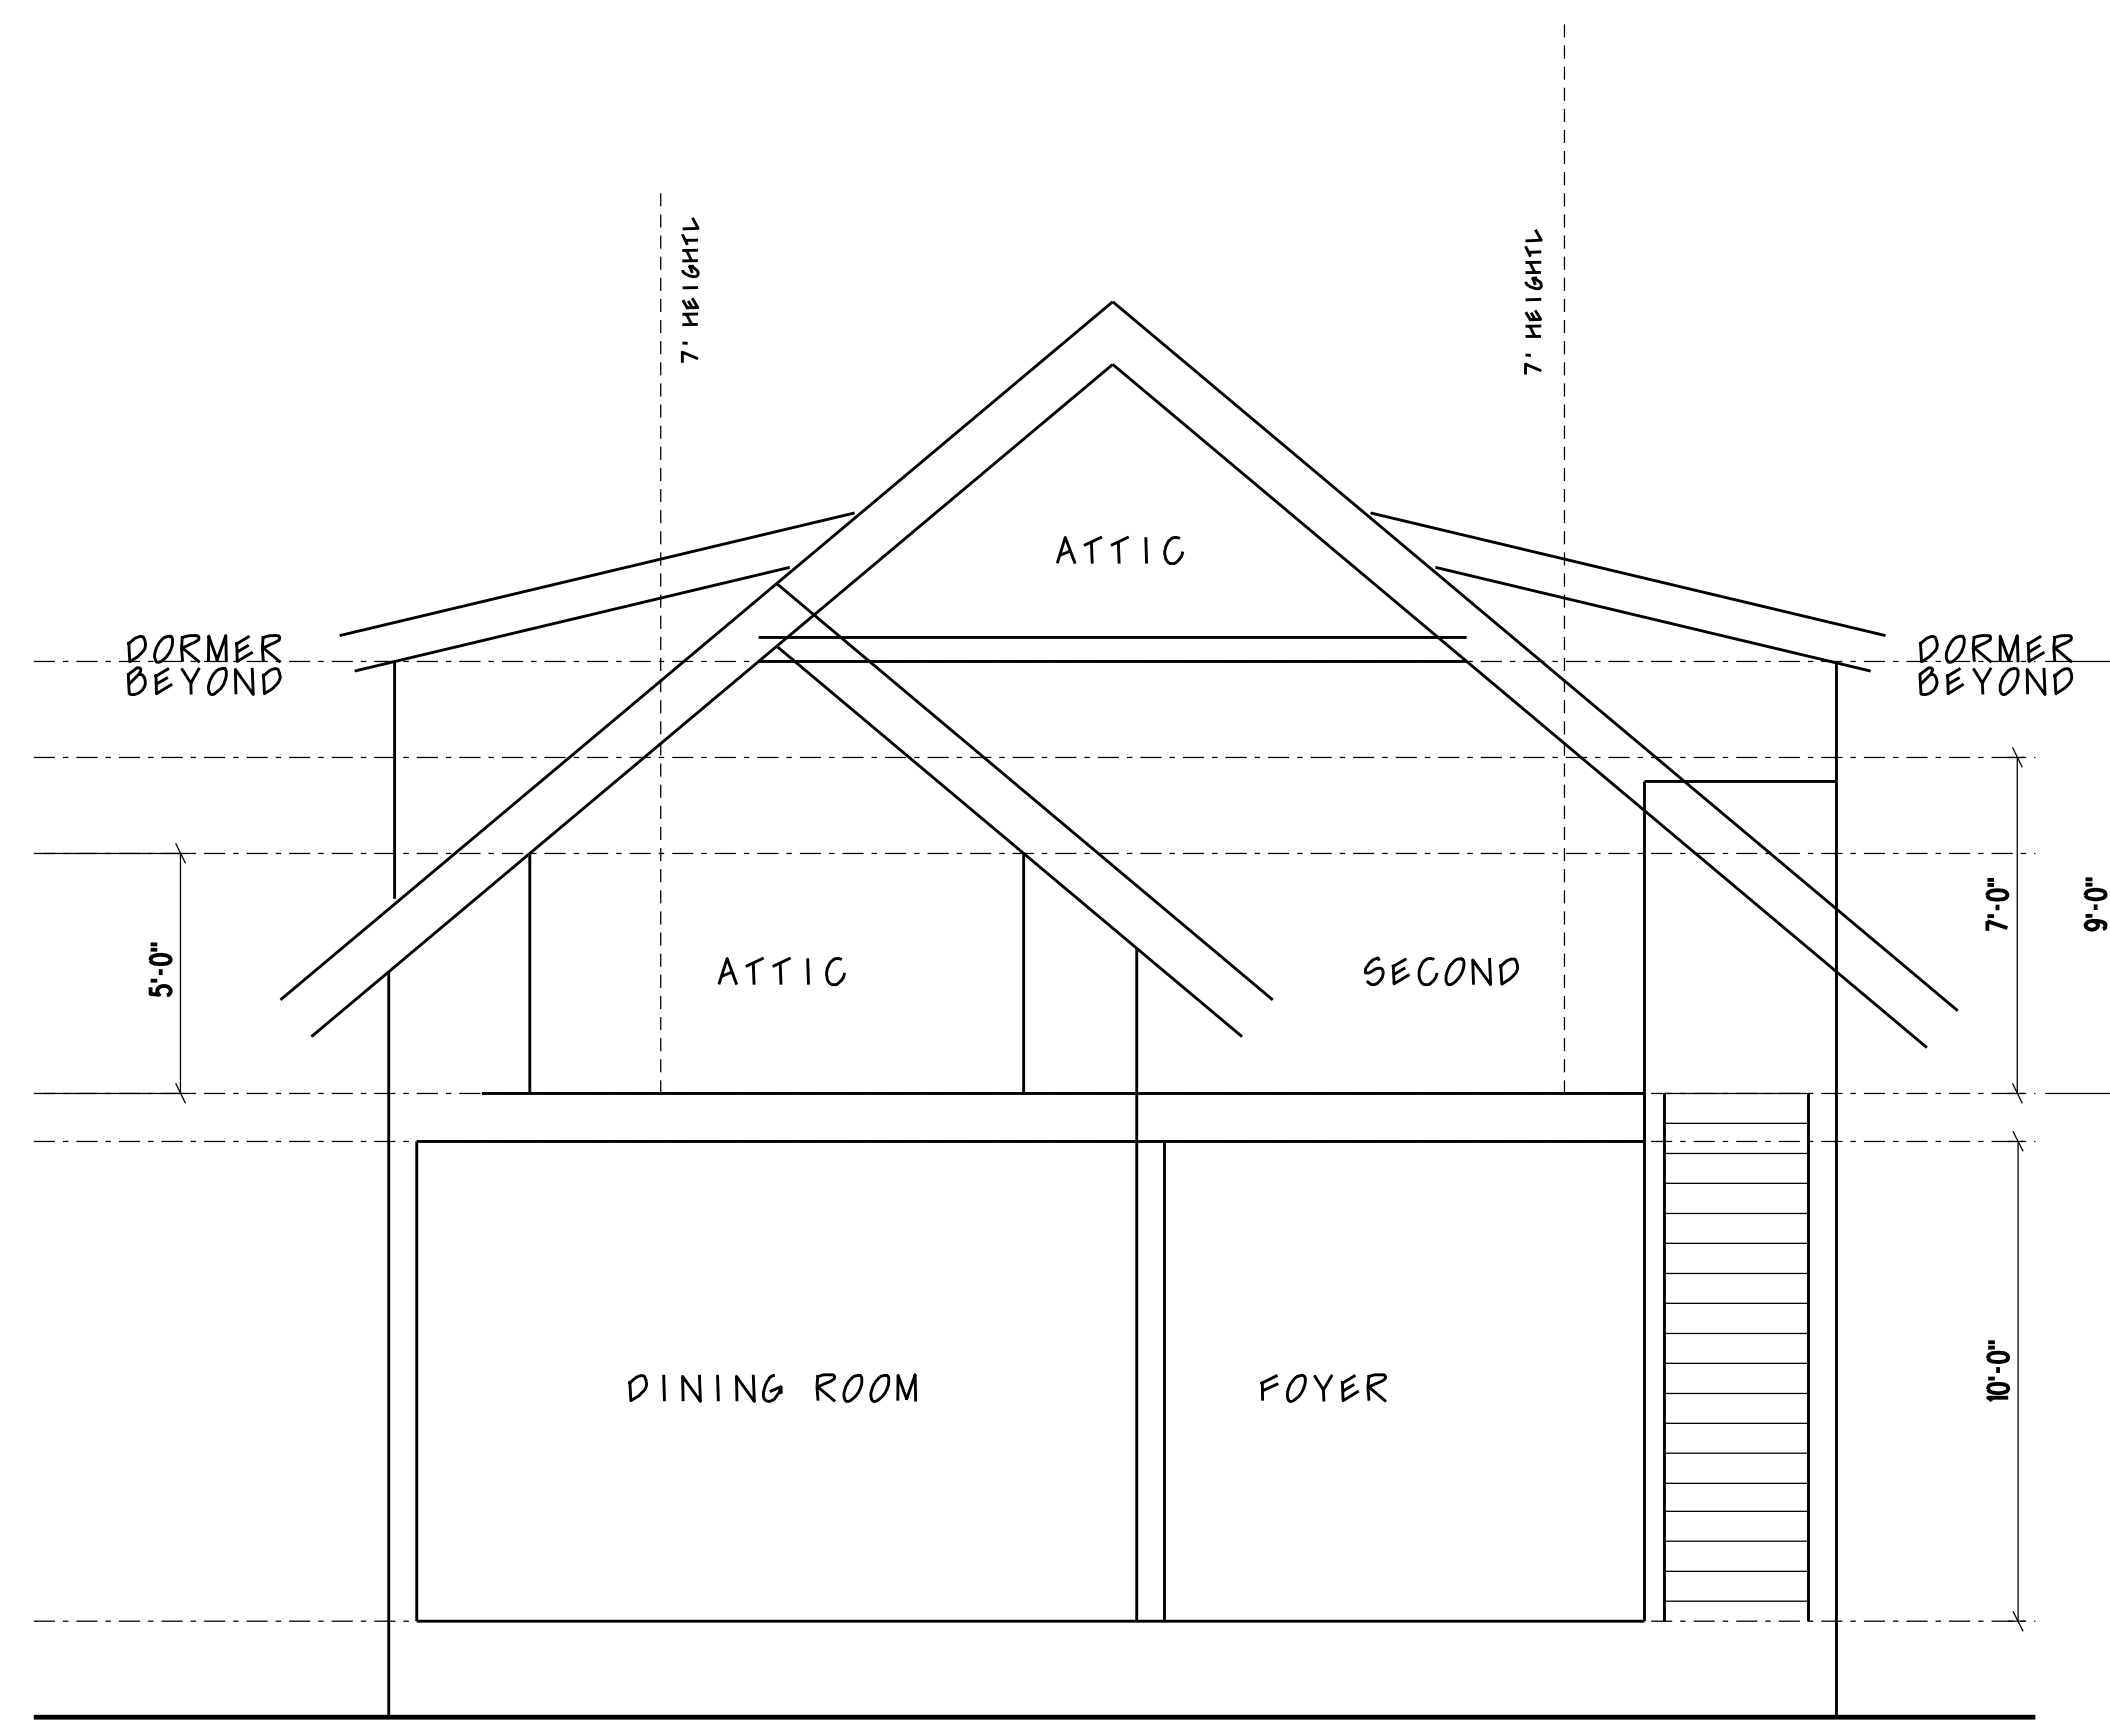 7' HEIGHTL
7' HEIGHTL
ATTIC
DORMER
BEYOND
DORMER
BEYOND
5'-0"
ATTIC
SECOND
7'-0"
9'-0"
DINING ROOM
FOYER
10'-0"